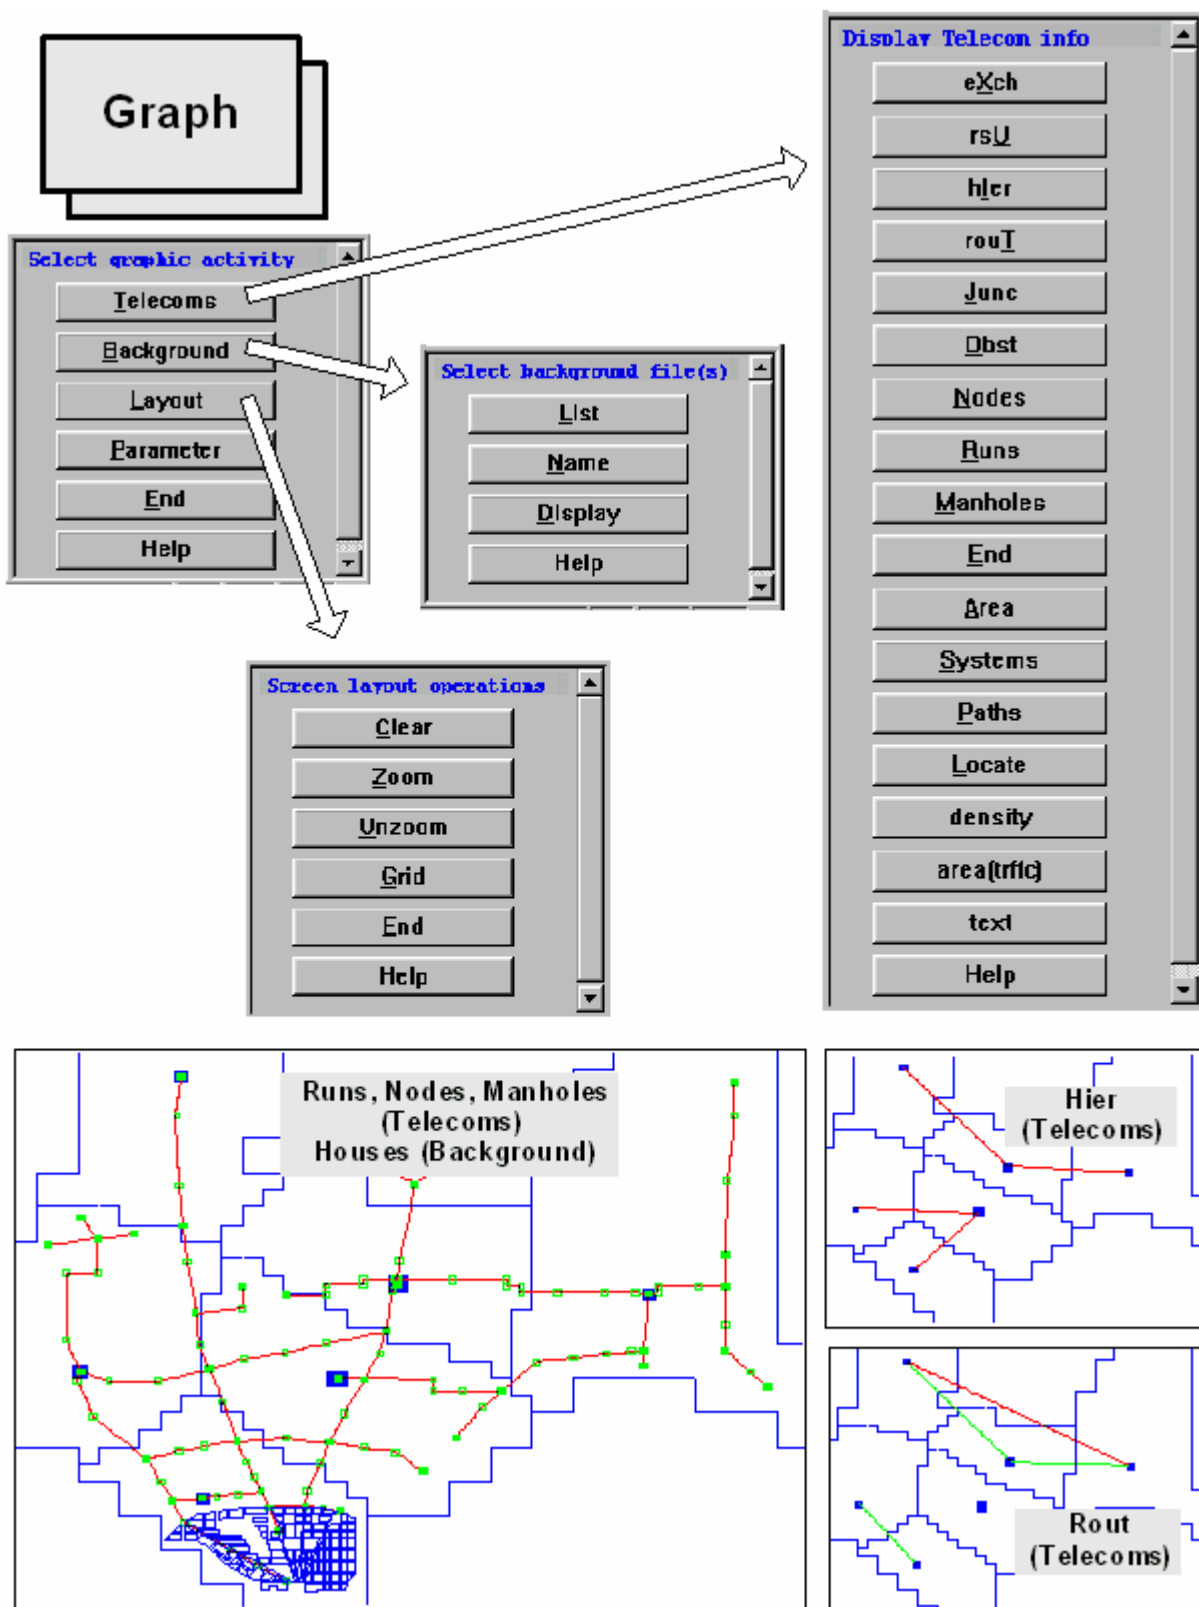 Graph
Select graphic activity
Telecoms
Background
Layout
Parameter
End
Help
Select background file(s)
List
Name
Display
Help
Screen layout operations
Clear
Zoom
Unzoom
Grid
End
Help
Display Telecom info
eXch
rsU
hIer
rouT
Junc
Obst
Nodes
Runs
Manholes
End
Area
Systems
Paths
Locate
density
area(trffc)
text
Help
Runs, Nodes, Manholes
(Telecoms)
Houses (Background)
Hier
(Telecoms)
Rout
(Telecoms)